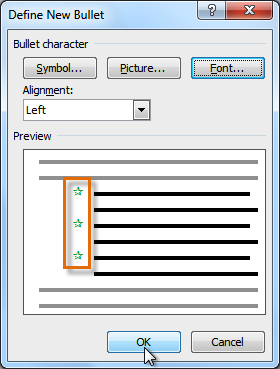 Define New Bullet
Bullet character
Symbol... Picture... Font...
Alignment:
Left
Preview
OK Cancel